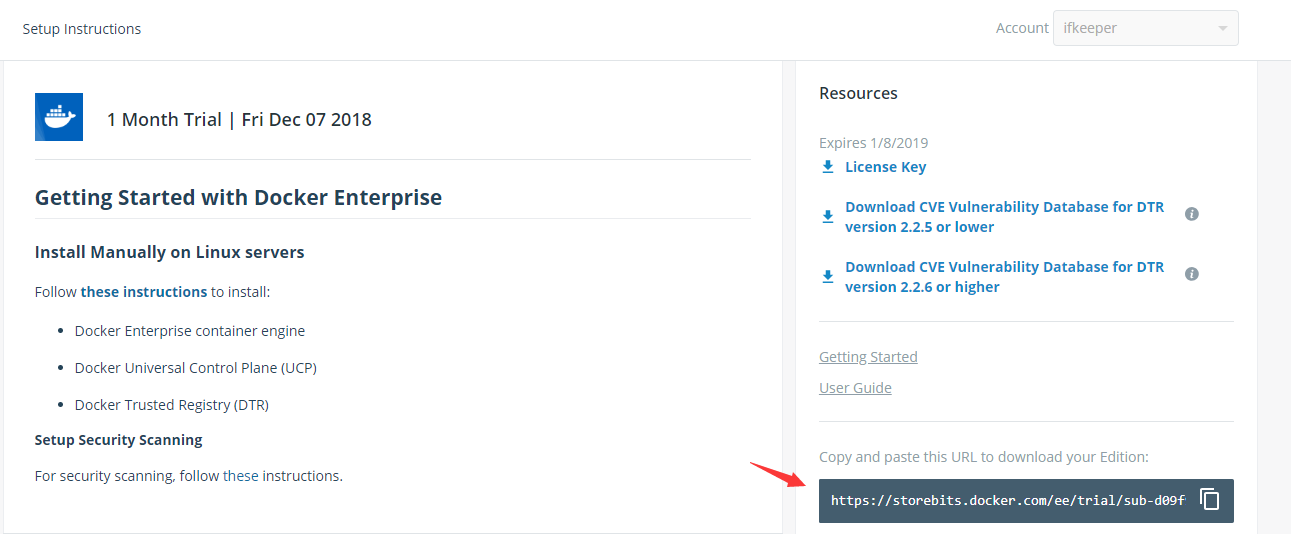 Setup Instructions
Account
ifkeeper
1 Month Trial | Fri Dec 07 2018
Getting Started with Docker Enterprise
Install Manually on Linux servers
Follow these instructions to install:
• Docker Enterprise container engine
• Docker Universal Control Plane (UCP)
• Docker Trusted Registry (DTR)
Setup Security Scanning
For security scanning, follow these instructions.
Resources
Expires 1/8/2019
License Key
Download CVE Vulnerability Database for DTR
version 2.2.5 or lower
Download CVE Vulnerability Database for DTR
version 2.2.6 or higher
Getting Started
User Guide
Copy and paste this URL to download your Edition:
https://storebits.docker.com/ee/trial/sub-d09f